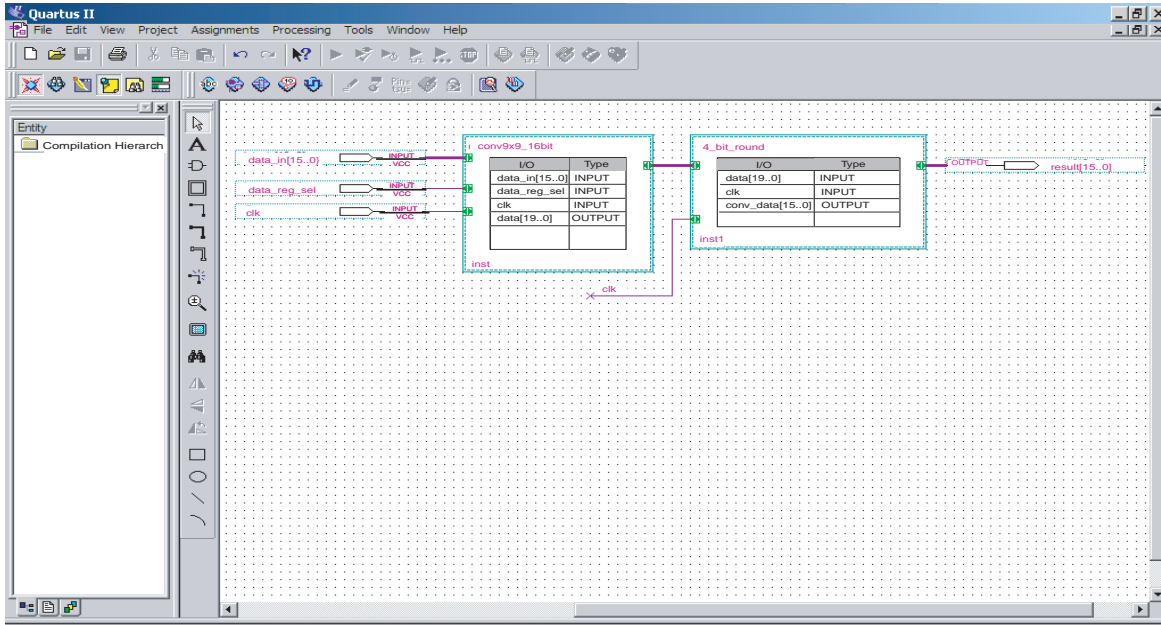 Quartus II
File Edit View Project Assignments Processing Tools Window Help
Entity
Compilation Hierarch
data_in[15..0]
INPUT
VCC
data_reg_sel
INPUT
VCC
clk
INPUT
VCC
conv9x9_16bit
I/O Type
data_in[15..0] INPUT
data_reg_sel INPUT
clk INPUT
data[19..0] OUTPUT
inst
4_bit_round
I/O Type
data[19..0] INPUT
clk INPUT
conv_data[15..0] OUTPUT
inst1
clk
OUTPUT
result[15..0]